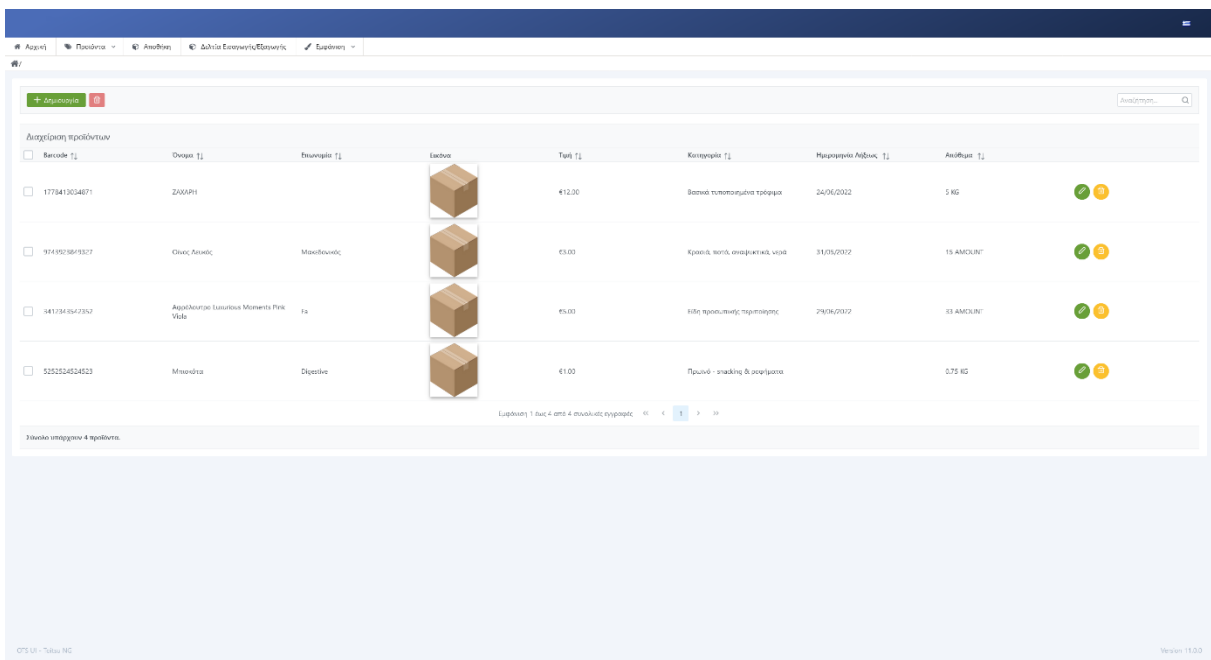 Αρχική Προϊόντα Αποθήκη Δελτία Εισαγωγής/Εξαγωγής Εμφάνιση
/
+ Δημιουργία Αναζήτηση...
Διαχείριση προϊόντων
Barcode Όνομα Επωνυμία Εικόνα Τιμή Κατηγορία Ημερομηνία Λήξεως Απόθεμα
ΖΑΧΑΡΗ €12.00 Βασικά τυποποιημένα τρόφιμα 24/06/2022 5 KG
Οίνος Λευκός Μακεδονικός €3.00 Κρασιά, ποτά, αναψυκτικά, νερά 31/05/2022 15 AMOUNT
Αφρόλουτρο Luxurious Moments Pink
Viola
Fa €5.00 Είδη προσωπικής περιποίησης 29/06/2022 33 AMOUNT
5252524524523 Μπισκότα Digestive €1.00 Πρωινό - snacking & ροφήματα 0.75 KG
Εμφάνιση 1 έως 4 από 4 συνολικές εγγραφές « ‹ 1 › »
Σύνολο υπάρχουν 4 προϊόντα.
Version 13.0.0